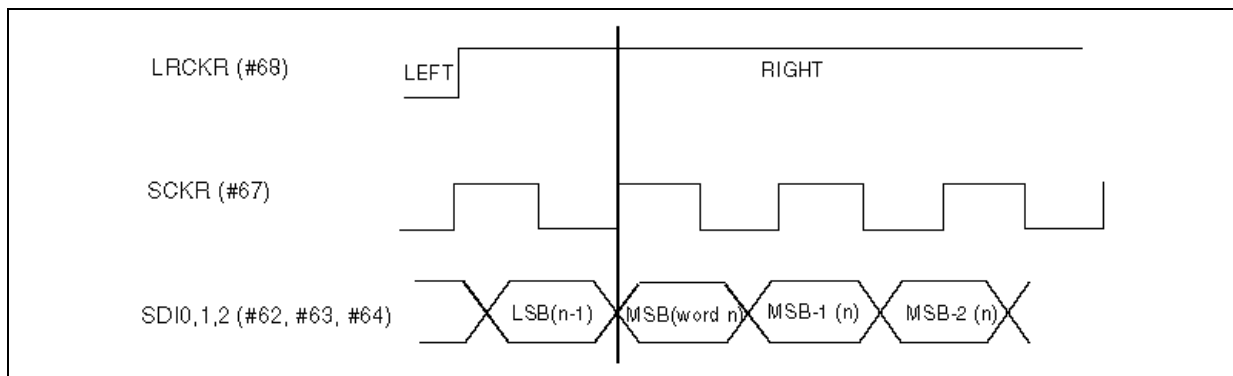 LRCKR (#68)
LEFT
RIGHT
SCKR (#67)
SDI0,1,2 (#62, #63, #64)
LSB(n-1)
MSB(word n)
MSB-1 (n)
MSB-2 (n)